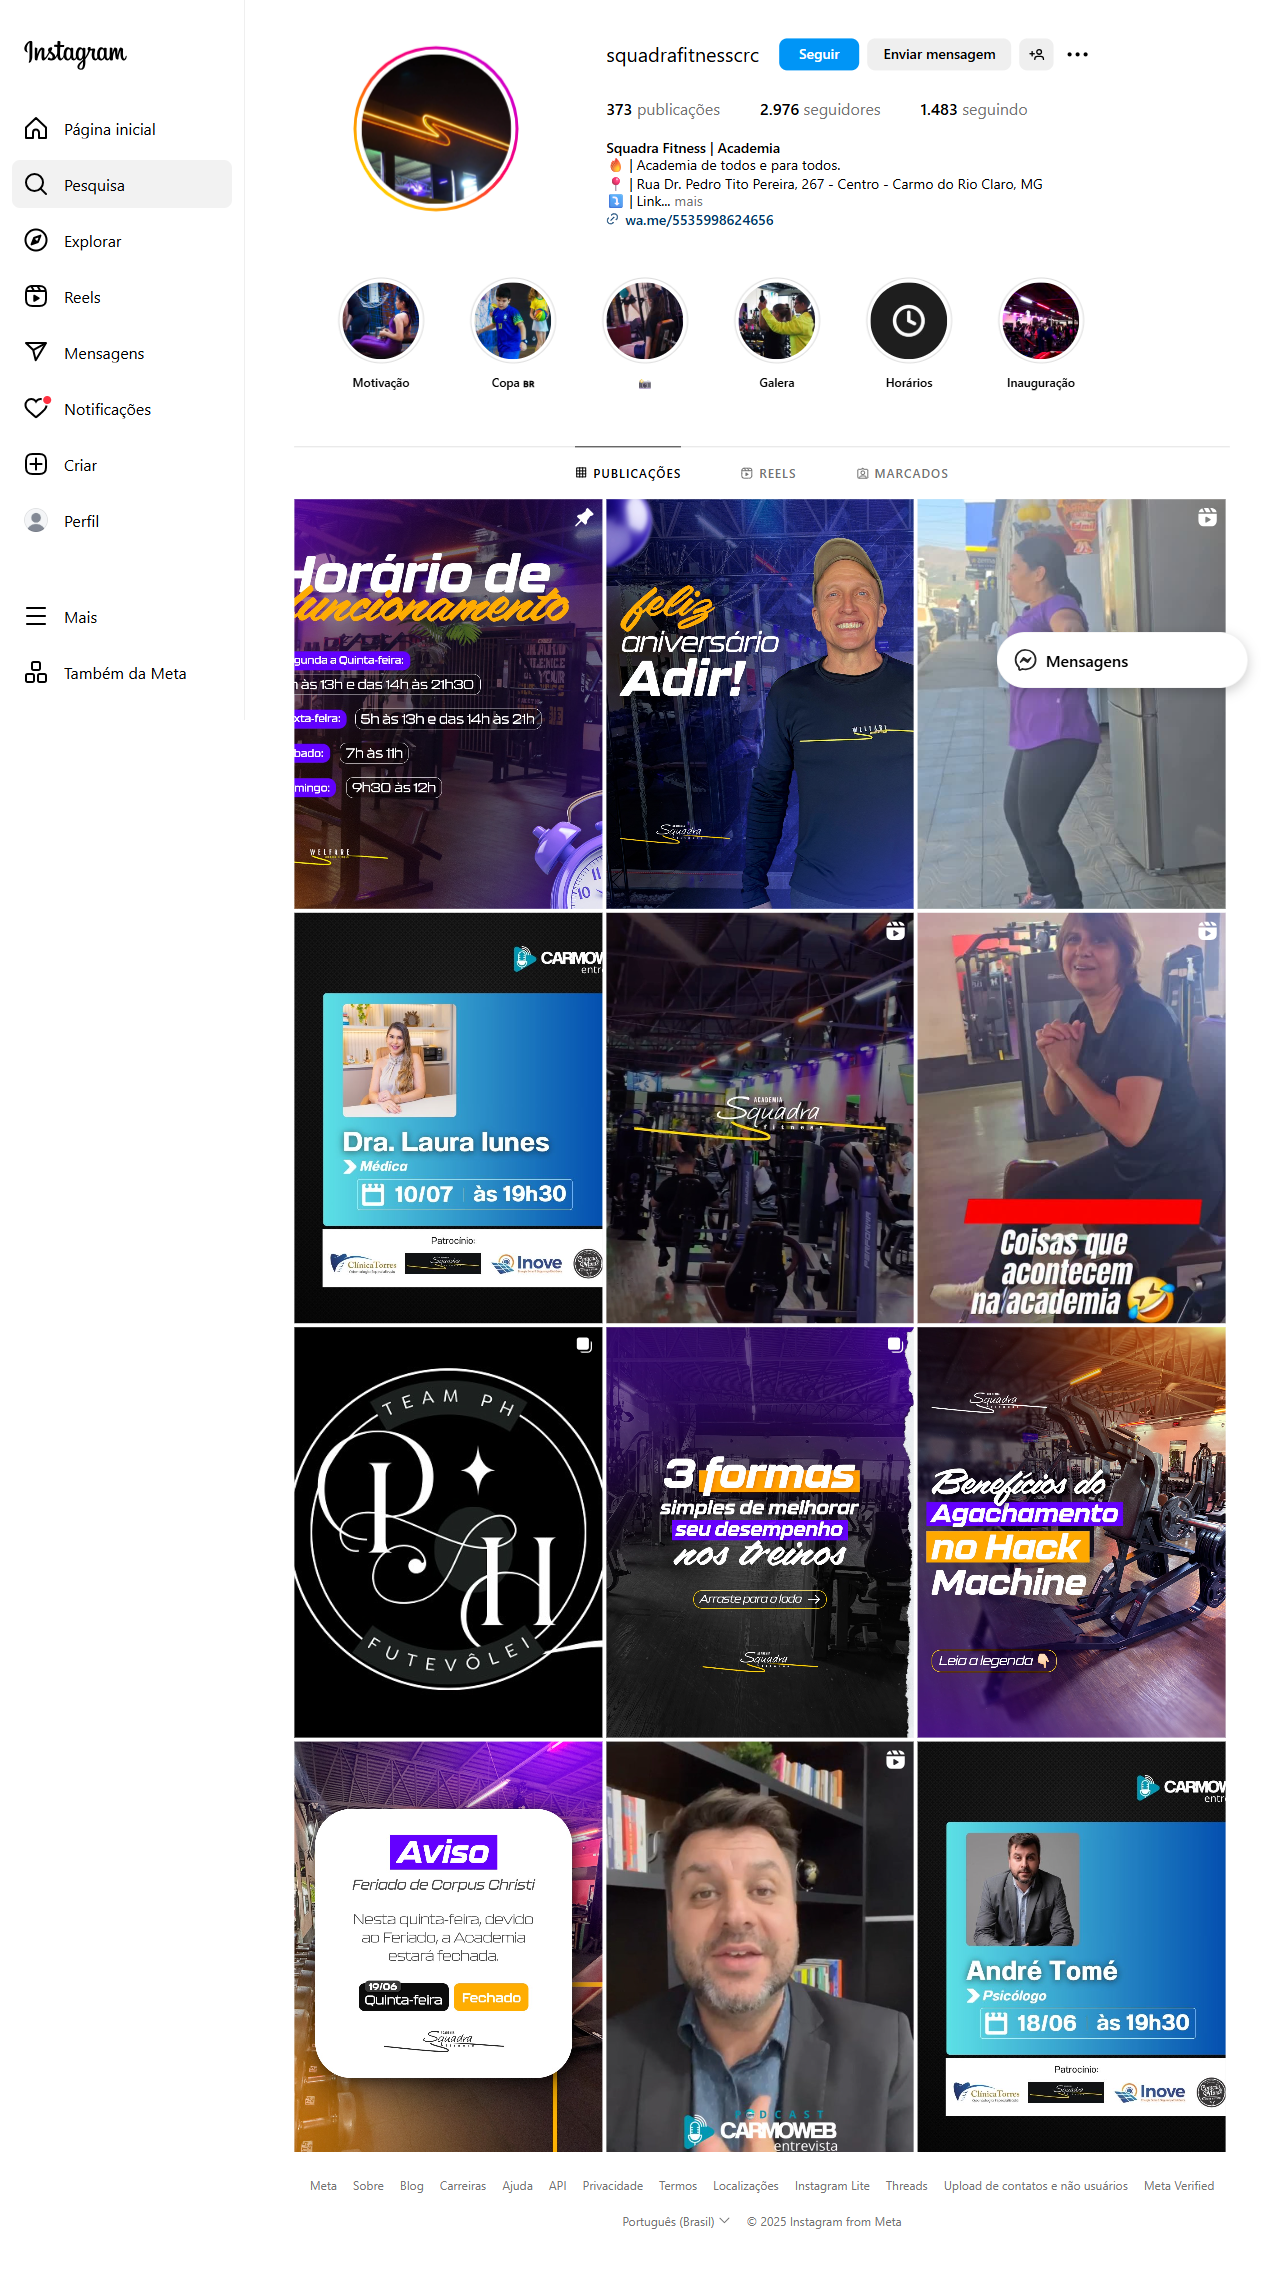 Instagram
Página inicial
Pesquisa
Explorar
Reels
Mensagens
Notificações
Criar
Perfil
Mais
Também da Meta
squadrafitnesscrc
Seguir
Enviar mensagem
373 publicações
2.976 seguidores
1.483 seguindo
Squadra Fitness | Academia
🔥 | Academia de todos e para todos.
📍 | Rua Dr. Pedro Tito Pereira, 267 - Centro - Carmo do Rio Claro, MG
⤵️ | Link... mais
wa.me/5535998624656
Motivação
Copa BR
📸
Galera
Horários
Inauguração
PUBLICAÇÕES
REELS
MARCADOS
Horário de
funcionamento
gunda a Quinta-feira:
às 13h e das 14h às 21h30
xta-feira:
5h às 13h e das 14h às 21h
bado:
7h às 11h
mingo:
9h30 às 12h
WELFARE
10
feliz
aniversário
Adir!
WELFARE
Squadra
Mensagens
CARMOW
entre
Dra. Laura Iunes
Médica
10/07
às 19h30
Patrocínio:
ClínicaTorres
Inove
ACADEMIA
Squadra
fitness
Coisas que
acontecem
na academia 🤣
TEAM PH
PH
FUTEVÔLEI
3 formas
simples de melhorar
seu desempenho
nos treinos
Arraste para o lado →
Squadra
Squadra
Benefícios do
Agachamento
no Hack
Machine
Leia a legenda 👇
Aviso
Feriado de Corpus Christi
Nesta quinta-feira, devido
ao Feriado, a Academia
estará fechada.
19/06
Quinta-feira
Fechado
Squadra
PODCAST
CARMOWEB
entrevista
CARMOW
entre
André Tomé
Psicólogo
18/06
às 19h30
Patrocínio:
ClínicaTorres
Inove
Meta
Sobre
Blog
Carreiras
Ajuda
API
Privacidade
Termos
Localizações
Instagram Lite
Threads
Upload de contatos e não usuários
Meta Verified
Português (Brasil)
© 2025 Instagram from Meta